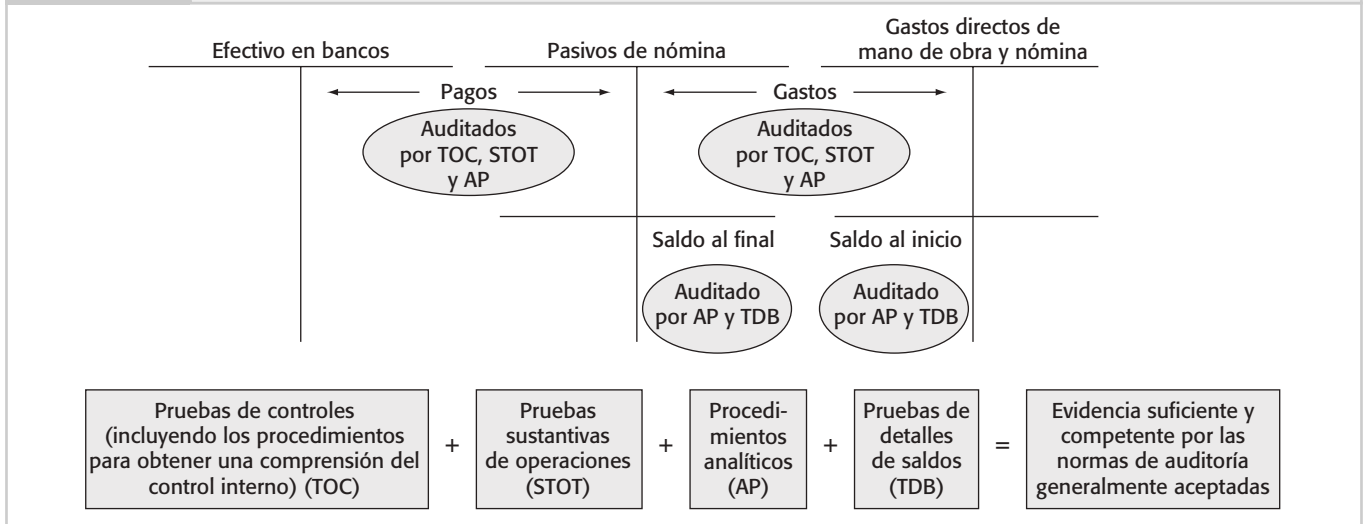 Efectivo en bancos
Pasivos de nómina
Gastos directos de
mano de obra y nómina
Pagos
Gastos
Auditados
por TOC, STOT
y AP
Auditados
por TOC, STOT
y AP
Saldo al final
Saldo al inicio
Auditado
por AP y TDB
Auditado
por AP y TDB
Pruebas de controles
(incluyendo los procedimientos
para obtener una comprensión del
control interno) (TOC)
+
Pruebas
sustantivas
de operaciones
(STOT)
+
Procedi-
mientos
analíticos
(AP)
+
Pruebas de
detalles
de saldos
(TDB)
=
Evidencia suficiente y
competente por las
normas de auditoría
generalmente aceptadas